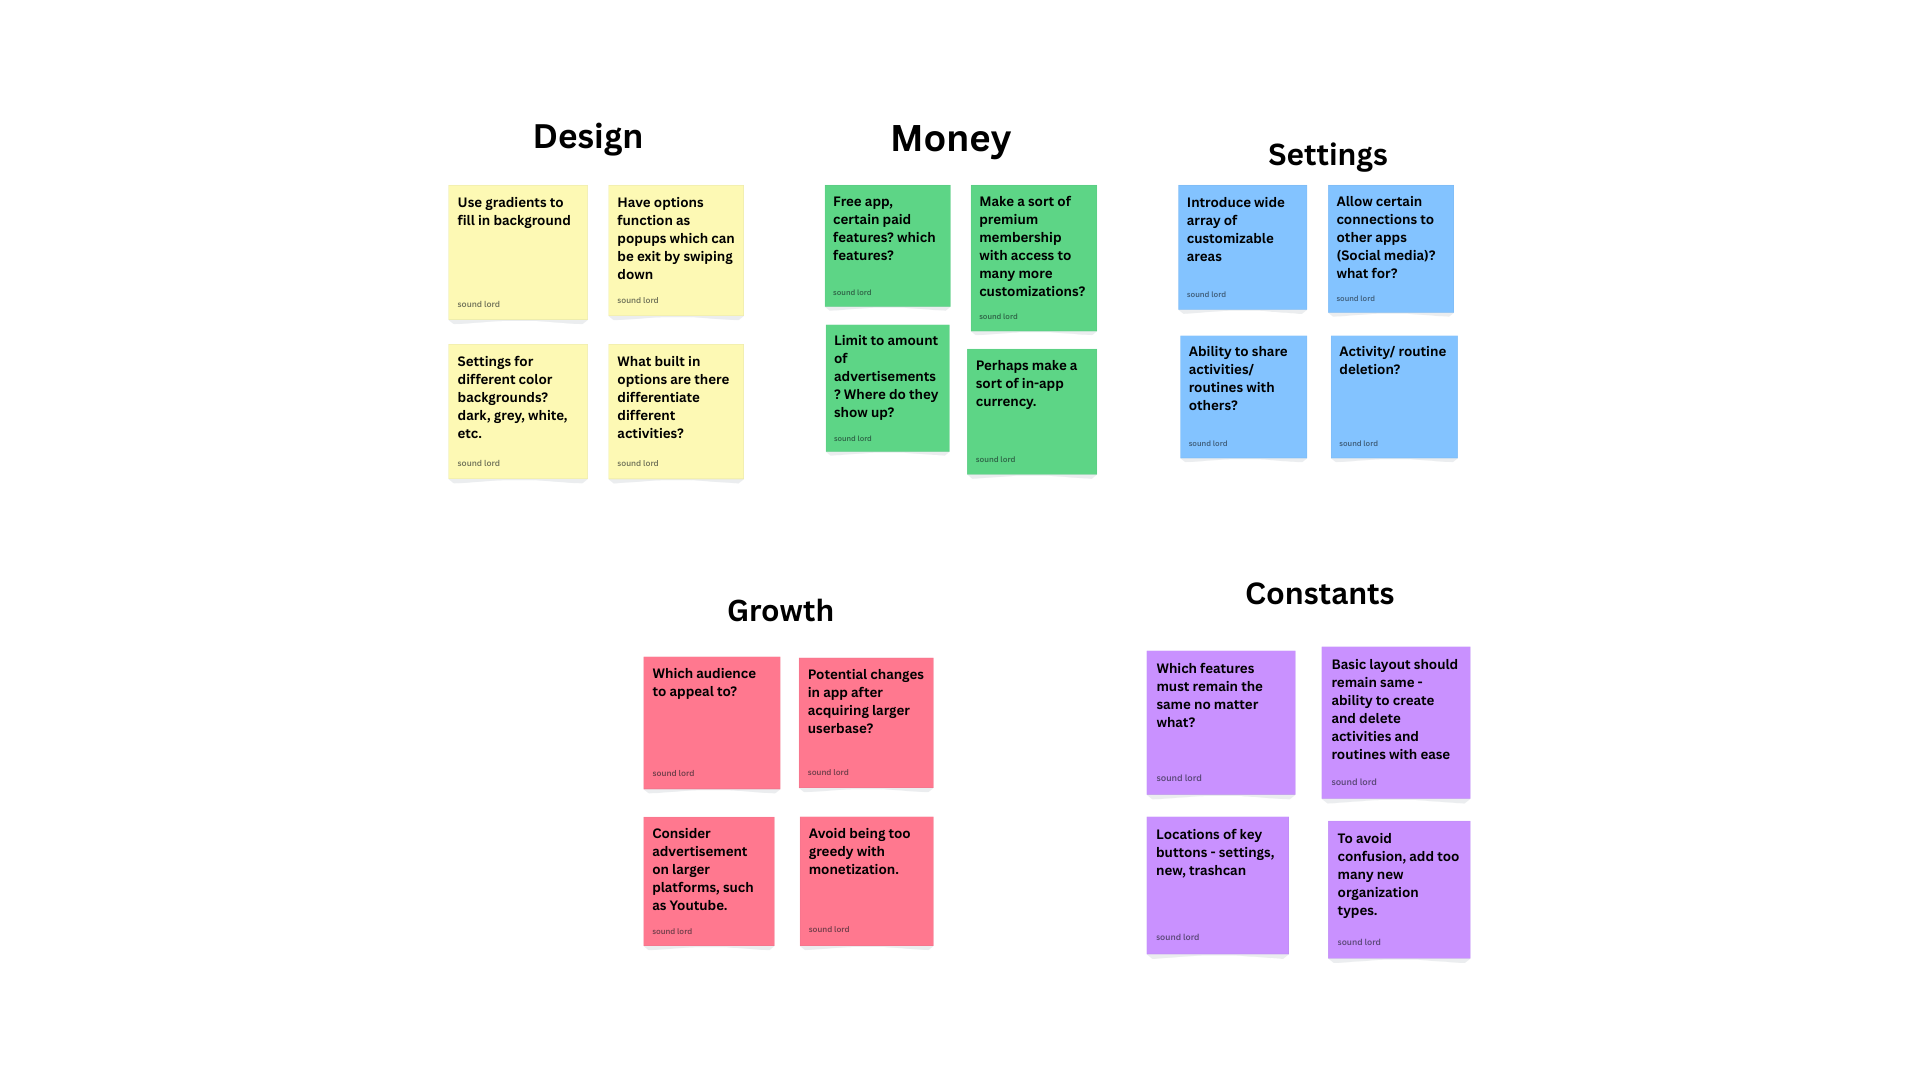 Design
Use gradients to
fill in background
sound lord
Have options
function as
popups which can
be exit by swiping
down
sound lord
Settings for
different color
backgrounds?
dark, grey, white,
etc.
sound lord
What built in
options are there
differentiate
different
activities?
sound lord
Money
Free app,
certain paid
features? which
features?
sound lord
Make a sort of
premium
membership
with access to
many more
customizations?
sound lord
Limit to amount
of
advertisements
? Where do they
show up?
sound lord
Perhaps make a
sort of in-app
currency.
sound lord
Settings
Introduce wide
array of
customizable
areas
sound lord
Allow certain
connections to
other apps
(Social media)?
what for?
sound lord
Ability to share
activities/
routines with
others?
sound lord
Activity/ routine
deletion?
sound lord
Growth
Which audience
to appeal to?
sound lord
Potential changes
in app after
acquiring larger
userbase?
sound lord
Consider
advertisement
on larger
platforms, such
as Youtube.
sound lord
Avoid being too
greedy with
monetization.
sound lord
Constants
Which features
must remain the
same no matter
what?
sound lord
Basic layout should
remain same -
ability to create
and delete
activities and
routines with ease
sound lord
Locations of key
buttons - settings,
new, trashcan
sound lord
To avoid
confusion, add too
many new
organization
types.
sound lord